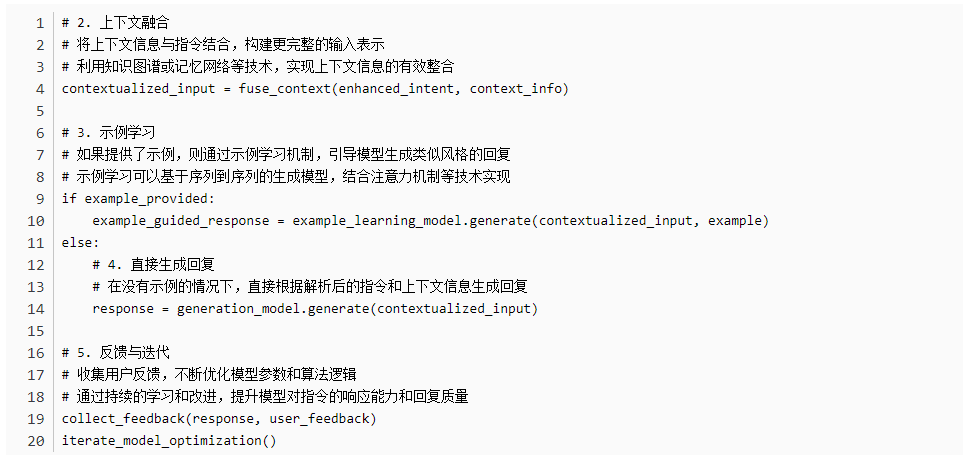 1 # 2. 上下文融合
2 # 将上下文信息与指令结合，构建更完整的输入表示
3 # 利用知识图谱或记忆网络等技术，实现上下文信息的有效整合
4 contextualized_input = fuse_context(enhanced_intent, context_info)
5
6 # 3. 示例学习
7 # 如果提供了示例，则通过示例学习机制，引导模型生成类似风格的回复
8 # 示例学习可以基于序列到序列的生成模型，结合注意力机制等技术实现
9 if example_provided:
10     example_guided_response = example_learning_model.generate(contextualized_input, example)
11 else:
12     # 4. 直接生成回复
13     # 在没有示例的情况下，直接根据解析后的指令和上下文信息生成回复
14     response = generation_model.generate(contextualized_input)
15
16 # 5. 反馈与迭代
17 # 收集用户反馈，不断优化模型参数和算法逻辑
18 # 通过持续的学习和改进，提升模型对指令的响应能力和回复质量
19 collect_feedback(response, user_feedback)
20 iterate_model_optimization()